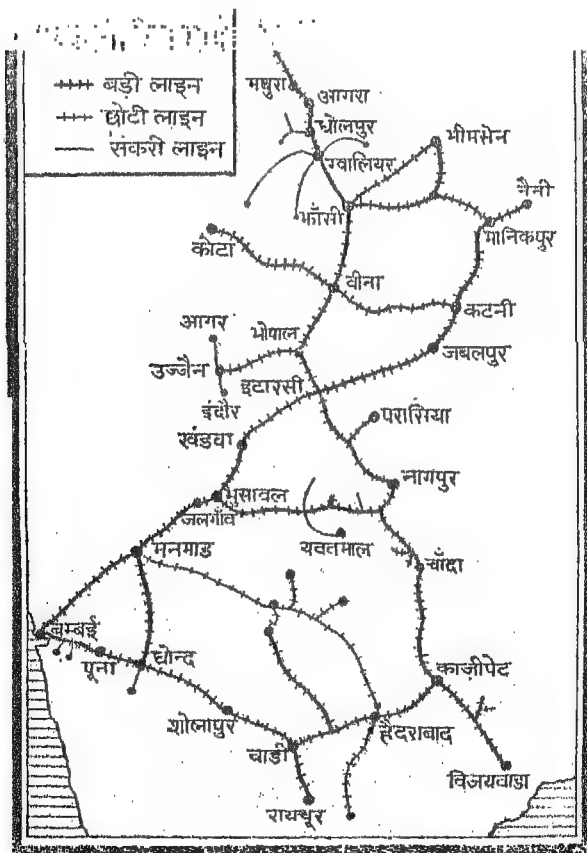 बड़ी लाइन
छोटी लाइन
संकरी लाइन
मथुरा
आगरा
धोलपुर
ग्वालियर
भीमसेन
नैनी
झाँसी
मानिकपुर
कोटा
बीना
कटनी
आगर
भोपाल
जबलपुर
उज्जैन
इटारसी
इंदौर
परासिया
खंडवा
नागपुर
भुसावल
जलगाँव
यवतमाल
मनमाड
चाँदा
बम्बई
पूना
धोन्द
काज़ीपेट
शोलापुर
हैदराबाद
वाडी
विजयवाडा
रायचूर